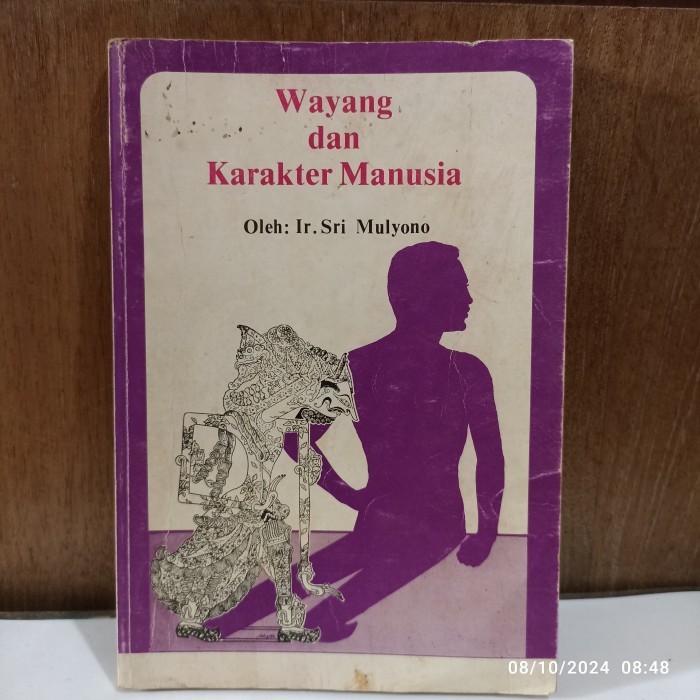 Wayang
dan
Karakter Manusia
Oleh: Ir. Sri Mulyono
08/10/2024 08:48